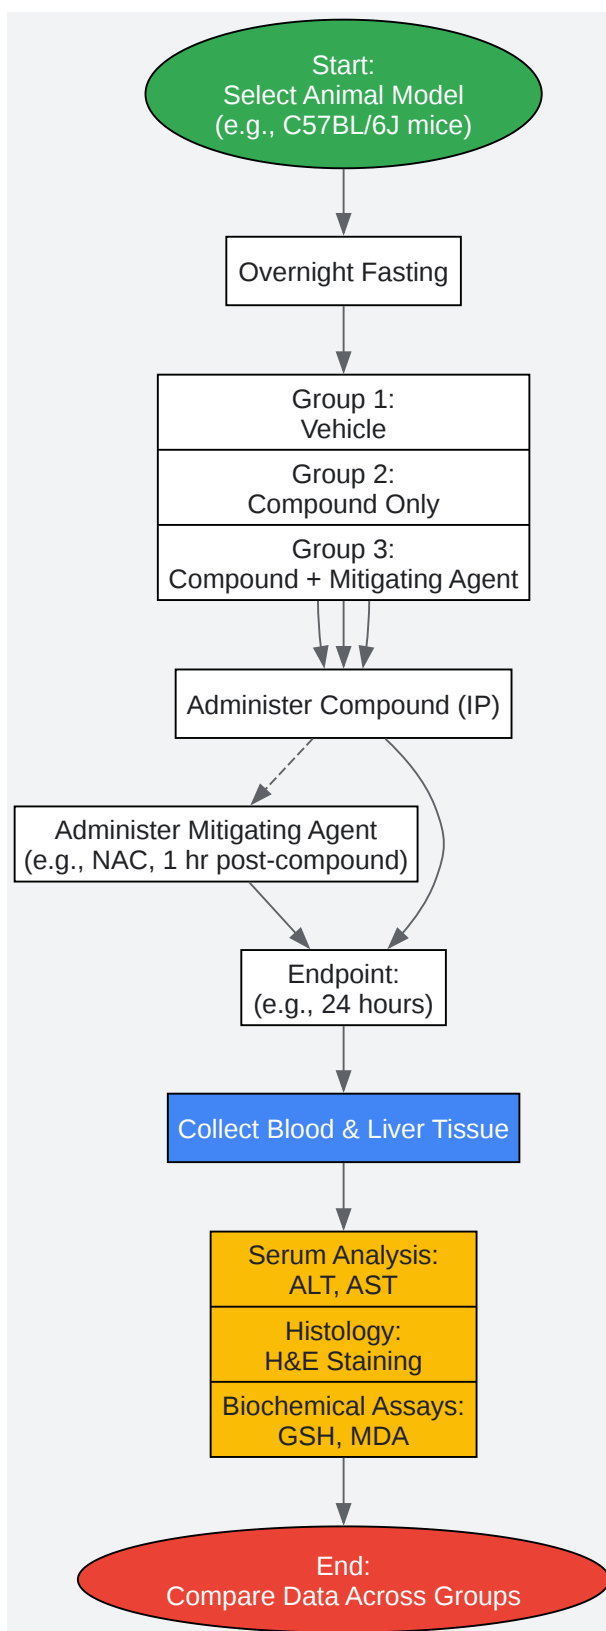 Start:
Select Animal Model
(e.g., C57BL/6J mice)
Overnight Fasting
Group 1:
Vehicle
Group 2:
Compound Only
Group 3:
Compound + Mitigating Agent
Administer Compound (IP)
Administer Mitigating Agent
(e.g., NAC, 1 hr post-compound)
Endpoint:
(e.g., 24 hours)
Collect Blood & Liver Tissue
Serum Analysis:
ALT, AST
Histology:
H&E Staining
Biochemical Assays:
GSH, MDA
End:
Compare Data Across Groups